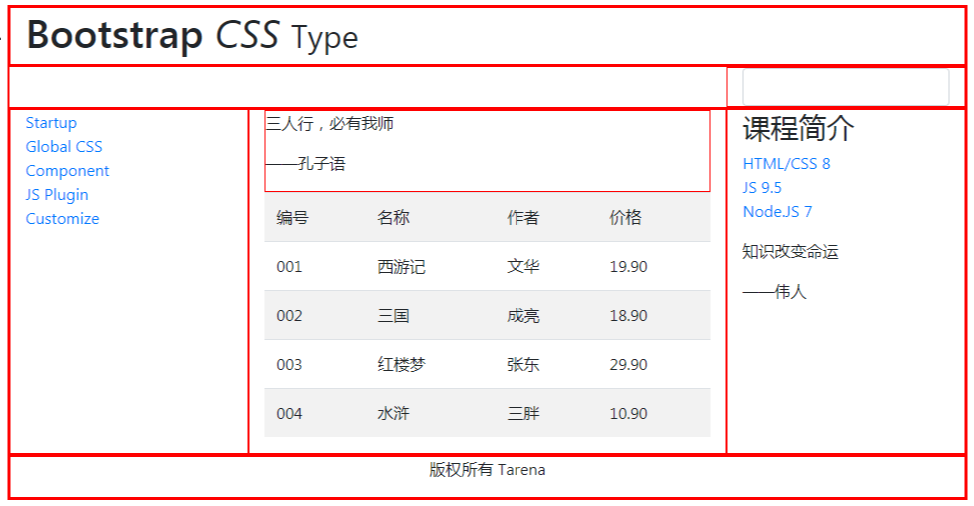 Bootstrap CSS Type
Startup
Global CSS
Component
JS Plugin
Customize
三人行，必有我师
——孔子语
编号 名称 作者 价格
001 西游记 文华 19.90
002 三国 成亮 18.90
003 红楼梦 张东 29.90
004 水浒 三胖 10.90
课程简介
HTML/CSS 8
JS 9.5
Node.JS 7
知识改变命运
——伟人
版权所有 Tarena